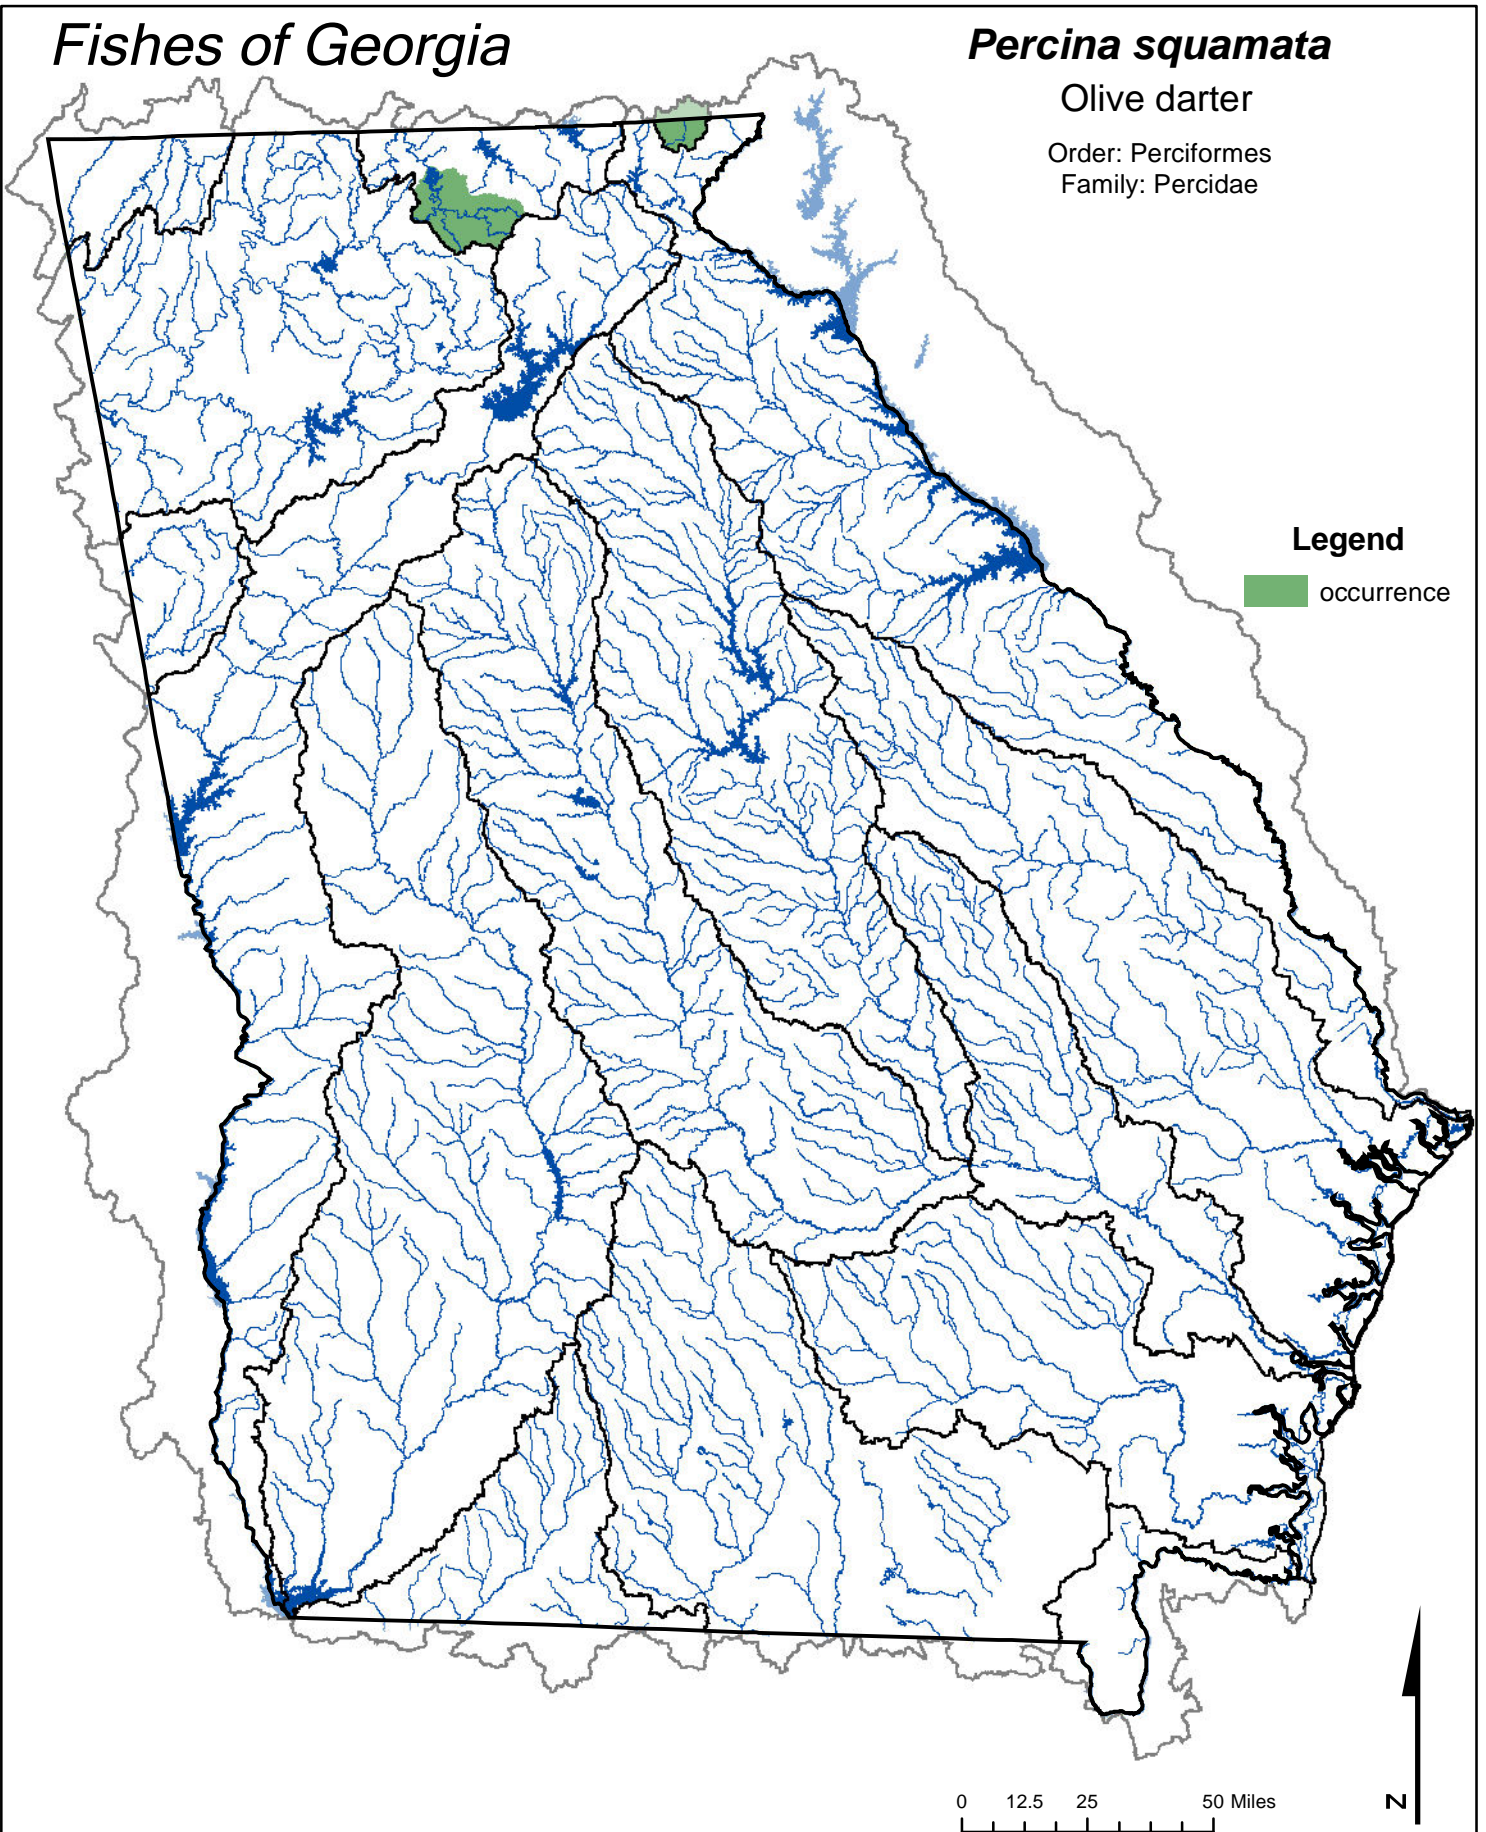 Fishes of Georgia
Percina squamata
Olive darter
Order: Perciformes
Family: Percidae
Legend
occurrence
0 12.5 25 50 Miles
N